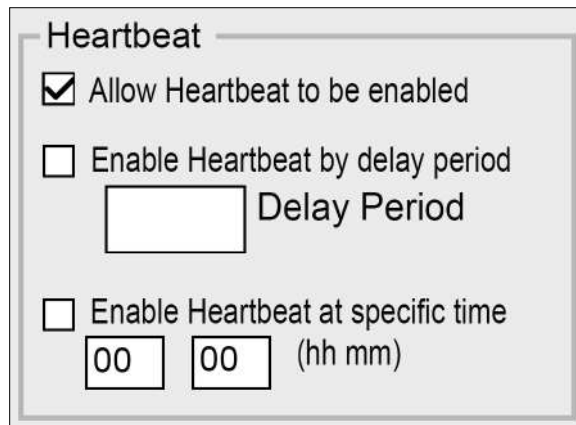 Heartbeat
Allow Heartbeat to be enabled
Enable Heartbeat by delay period
Delay Period
Enable Heartbeat at specific time
00 00 (hh mm)